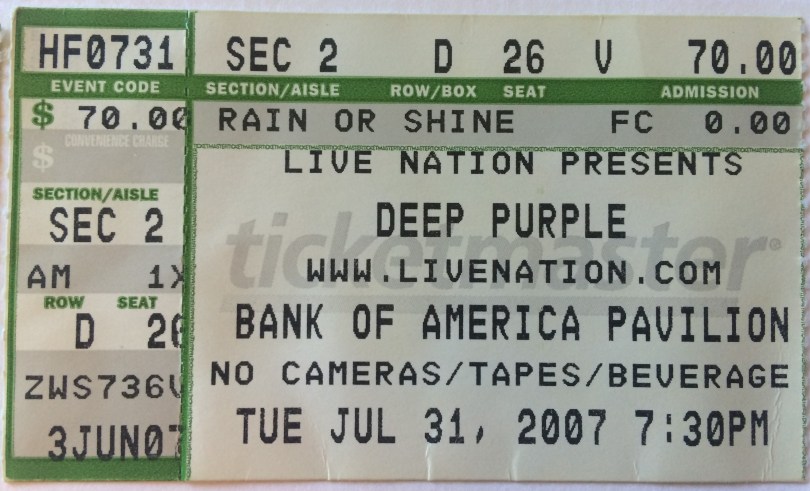 HF0731 SEC 2 D 26 V 70.00
EVENT CODE SECTION/AISLE ROW/BOX SEAT ADMISSION
$ 70.00 RAIN OR SHINE FC 0.00
CONVENIENCE CHARGE
$
LIVE NATION PRESENTS
SECTION/AISLE
SEC 2 DEEP PURPLE
ticketmaster®
AM 1X WWW.LIVENATION.COM
ROW SEAT
D 26 BANK OF AMERICA PAVILION
ZWS736V NO CAMERAS/TAPES/BEVERAGE
3JUN07 TUE JUL 31, 2007 7:30PM